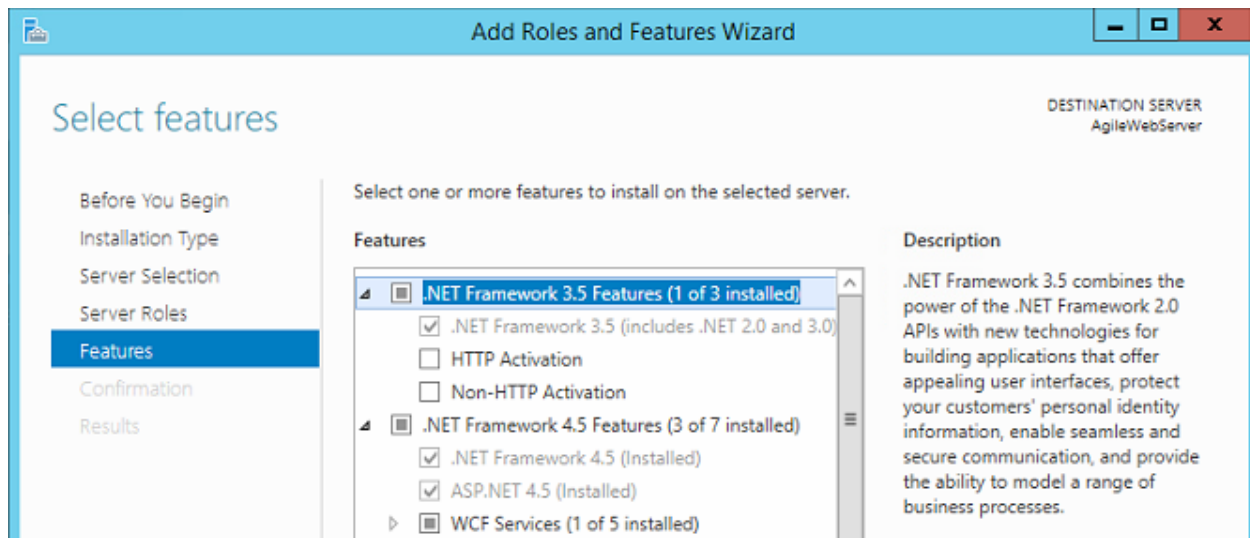 Add Roles and Features Wizard
Select features
DESTINATION SERVER
AgileWebServer
Before You Begin
Installation Type
Server Selection
Server Roles
Features
Confirmation
Results
Select one or more features to install on the selected server.
Features
.NET Framework 3.5 Features (1 of 3 installed)
.NET Framework 3.5 (includes .NET 2.0 and 3.0)
HTTP Activation
Non-HTTP Activation
.NET Framework 4.5 Features (3 of 7 installed)
.NET Framework 4.5 (Installed)
ASP.NET 4.5 (Installed)
WCF Services (1 of 5 installed)
Description
.NET Framework 3.5 combines the
power of the .NET Framework 2.0
APIs with new technologies for
building applications that offer
appealing user interfaces, protect
your customers' personal identity
information, enable seamless and
secure communication, and provide
the ability to model a range of
business processes.